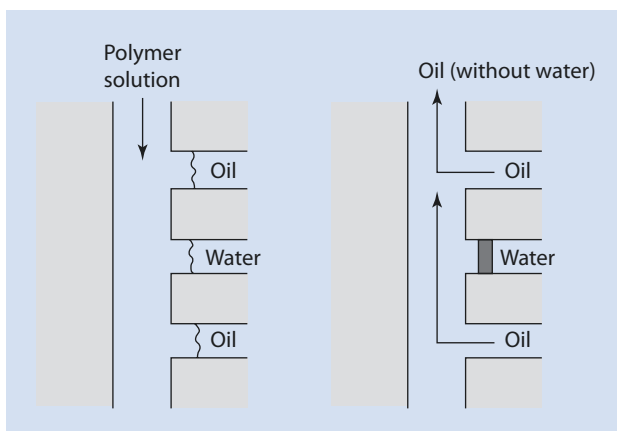 Polymer
solution
Oil
Water
Oil
Oil (without water)
Oil
Water
Oil